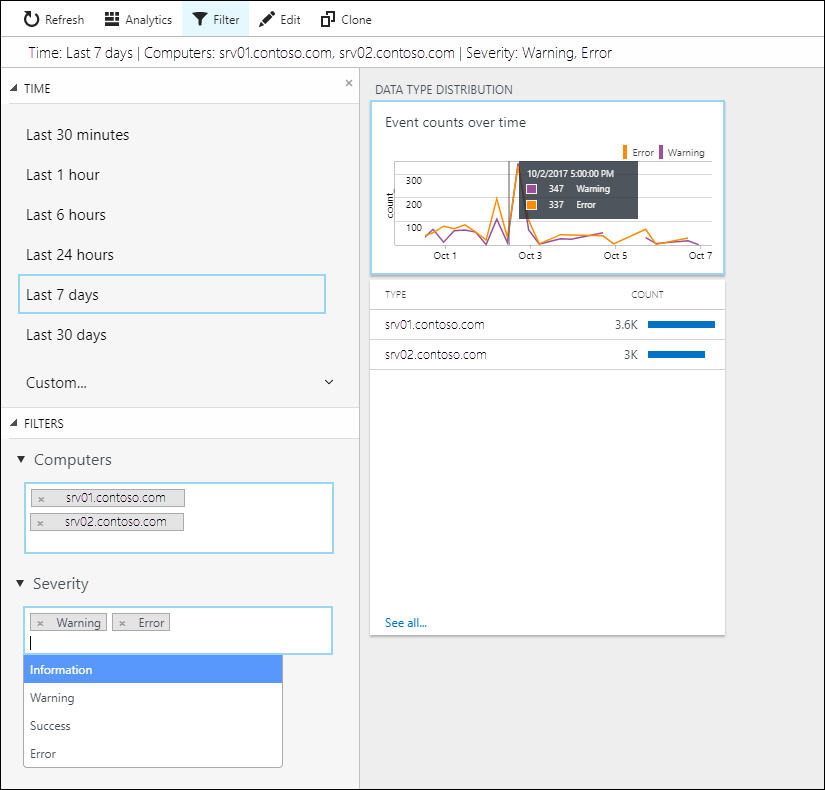 Refresh Analytics Filter Edit Clone
Time: Last 7 days | Computers: srv01.contoso.com, srv02.contoso.com | Severity: Warning, Error
TIME ×
Last 30 minutes
Last 1 hour
Last 6 hours
Last 24 hours
Last 7 days
Last 30 days
Custom...
FILTERS
Computers
× srv01.contoso.com
× srv02.contoso.com
Severity
× Warning × Error
Information
Warning
Success
Error
DATA TYPE DISTRIBUTION
Event counts over time
Error Warning
10/2/2017 5:00:00 PM
347 Warning
337 Error
count_
300
200
100
Oct 1 Oct 3 Oct 5 Oct 7
TYPE COUNT
srv01.contoso.com 3.6K
srv02.contoso.com 3K
See all...